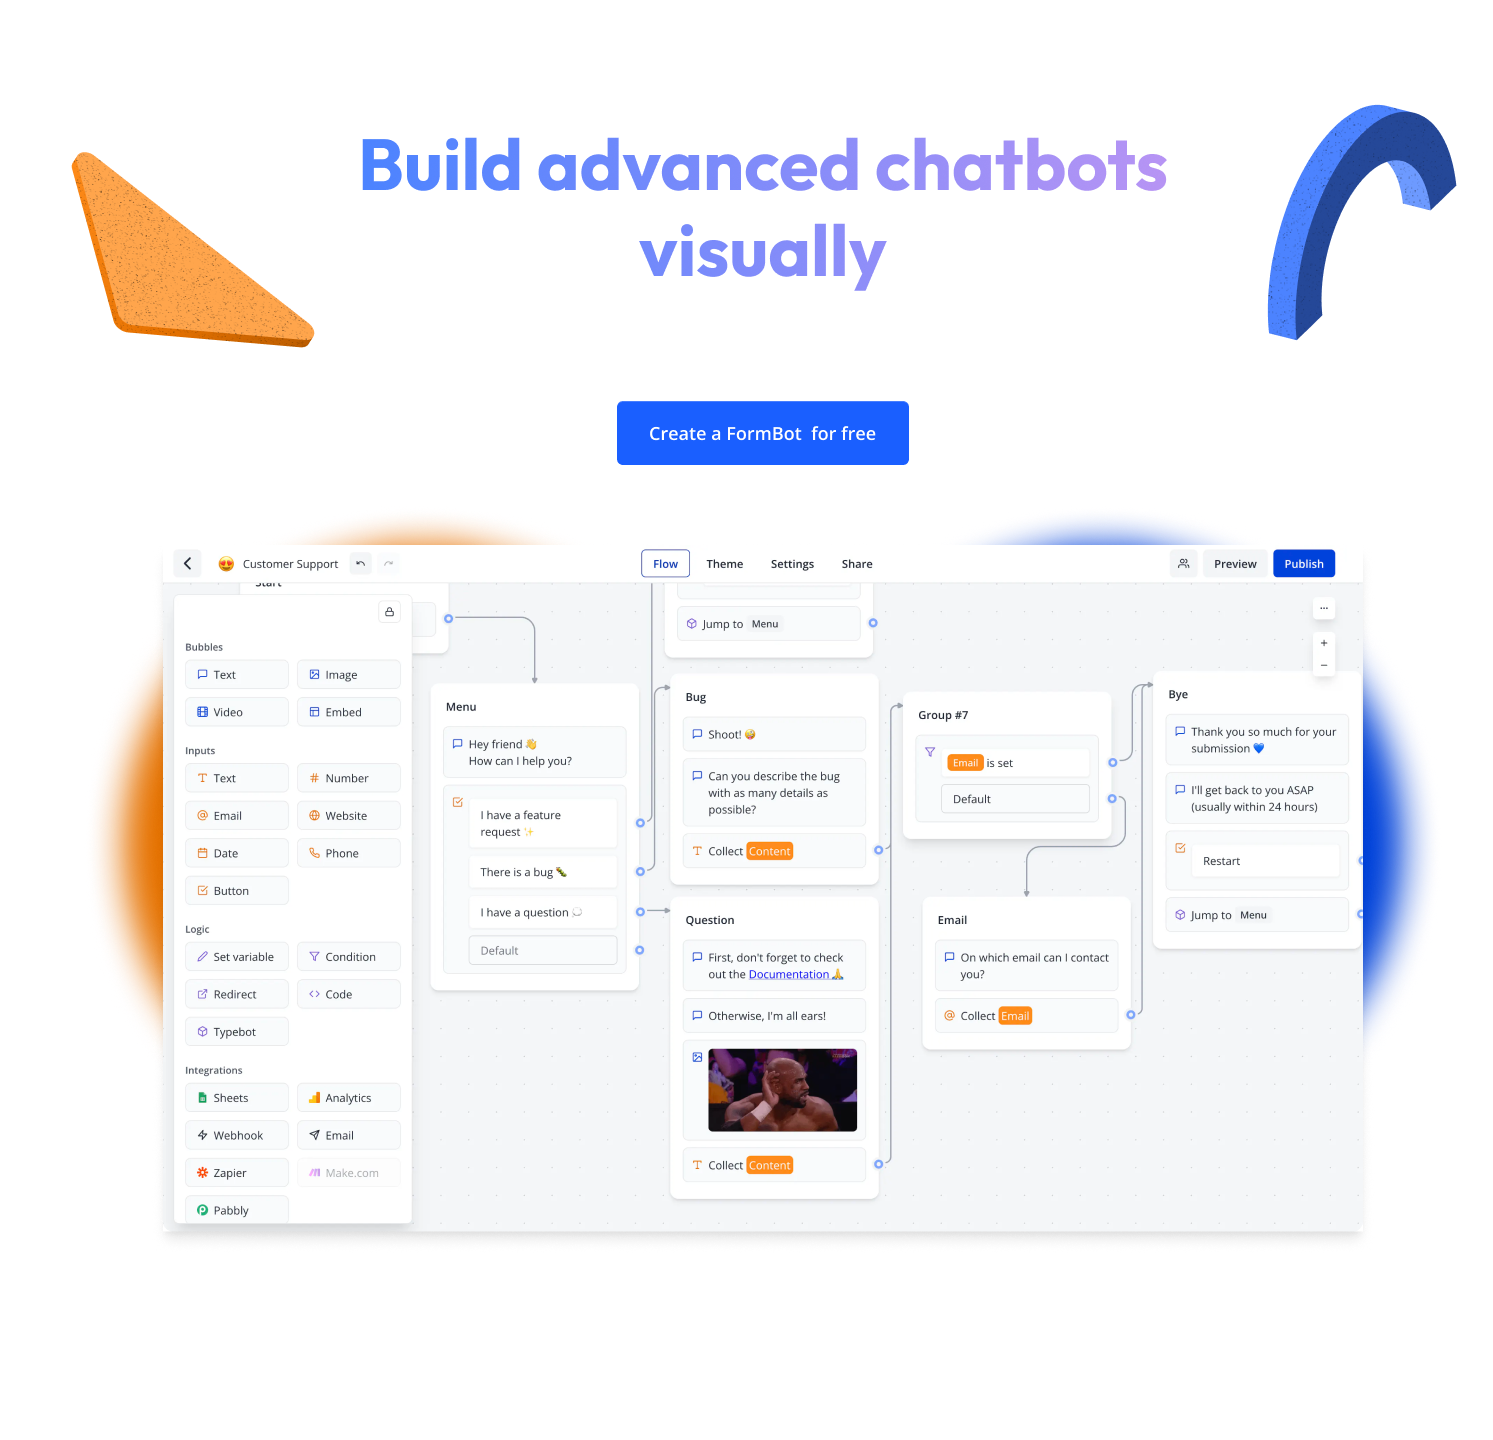 Build advanced chatbots
visually
Create a FormBot for free
Customer Support
Flow
Theme
Settings
Share
Preview
Publish
Start
Bubbles
Text
Image
Video
Embed
Inputs
Text
Number
Email
Website
Date
Phone
Button
Logic
Set variable
Condition
Redirect
Code
Typebot
Integrations
Sheets
Analytics
Webhook
Email
Zapier
Make.com
Pabbly
Menu
Hey friend 👋
How can I help you?
I have a feature
request ✨
There is a bug 🐛
I have a question 💭
Default
Jump to Menu
Bug
Shoot! 🤪
Can you describe the bug
with as many details as
possible?
Collect Content
Question
First, don't forget to check
out the Documentation 🙏
Otherwise, I'm all ears!
Collect Content
Group #7
Email is set
Default
Email
On which email can I contact
you?
Collect Email
Bye
Thank you so much for your
submission 💙
I'll get back to you ASAP
(usually within 24 hours)
Restart
Jump to Menu